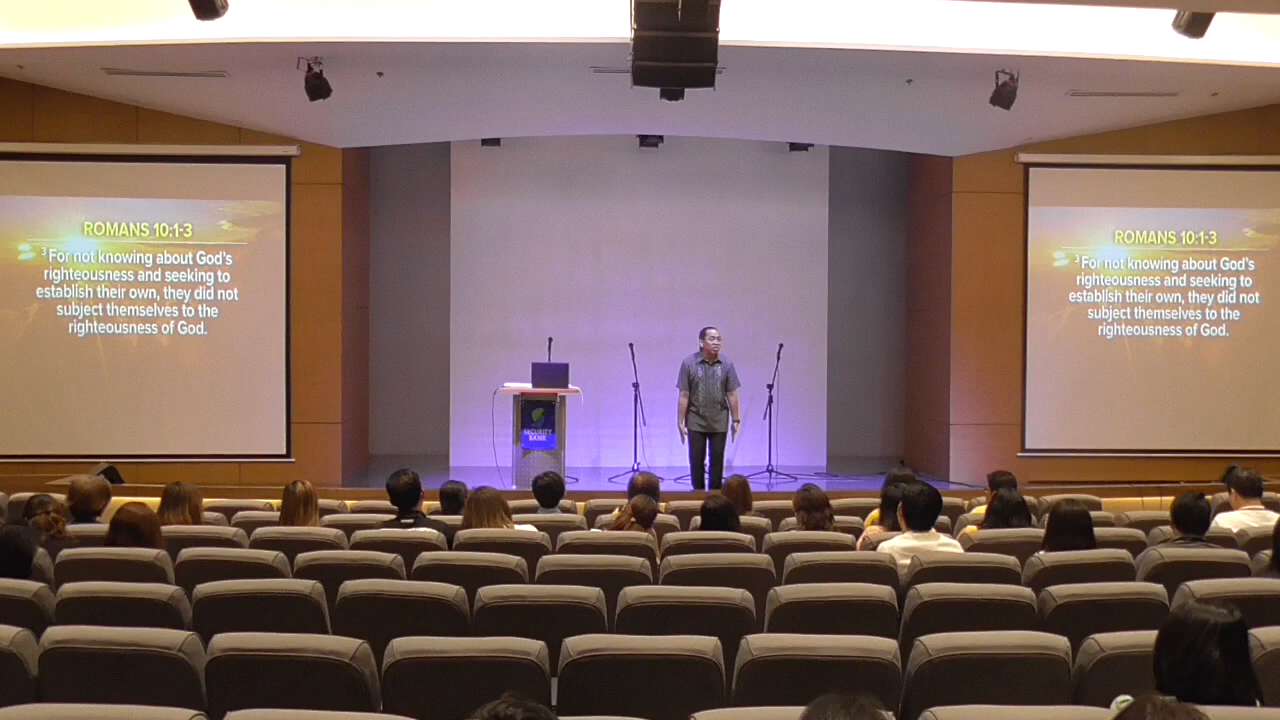 ROMANS 10:1-3
3 For not knowing about God's
righteousness and seeking to
establish their own, they did not
subject themselves to the
righteousness of God.
SECURITY
BANK
ROMANS 10:1-3
3 For not knowing about God's
righteousness and seeking to
establish their own, they did not
subject themselves to the
righteousness of God.